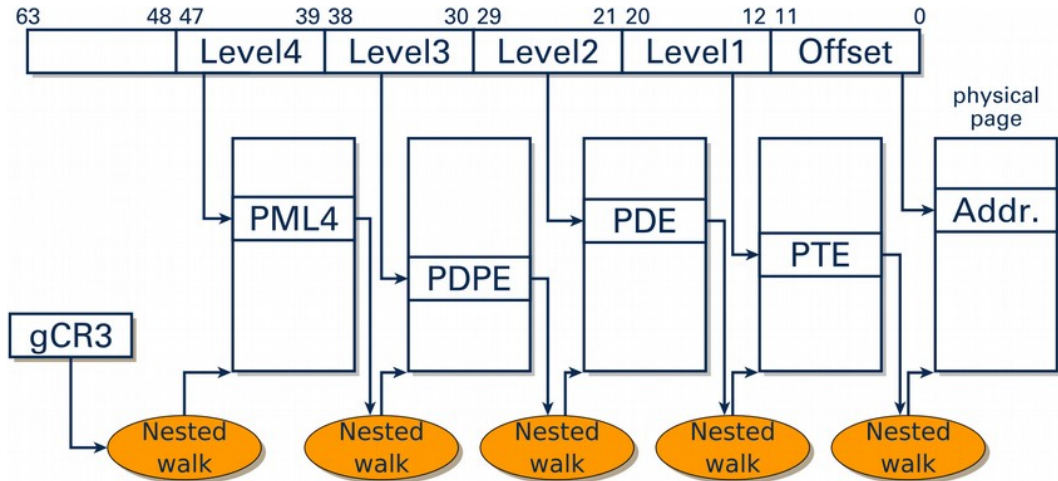 63 48 47 39 38 30 29 21 20 12 11 0
Level4 Level3 Level2 Level1 Offset
physical
page
PML4 PDE Addr.
PDPE PTE
gCR3
Nested Nested Nested Nested Nested
walk walk walk walk walk